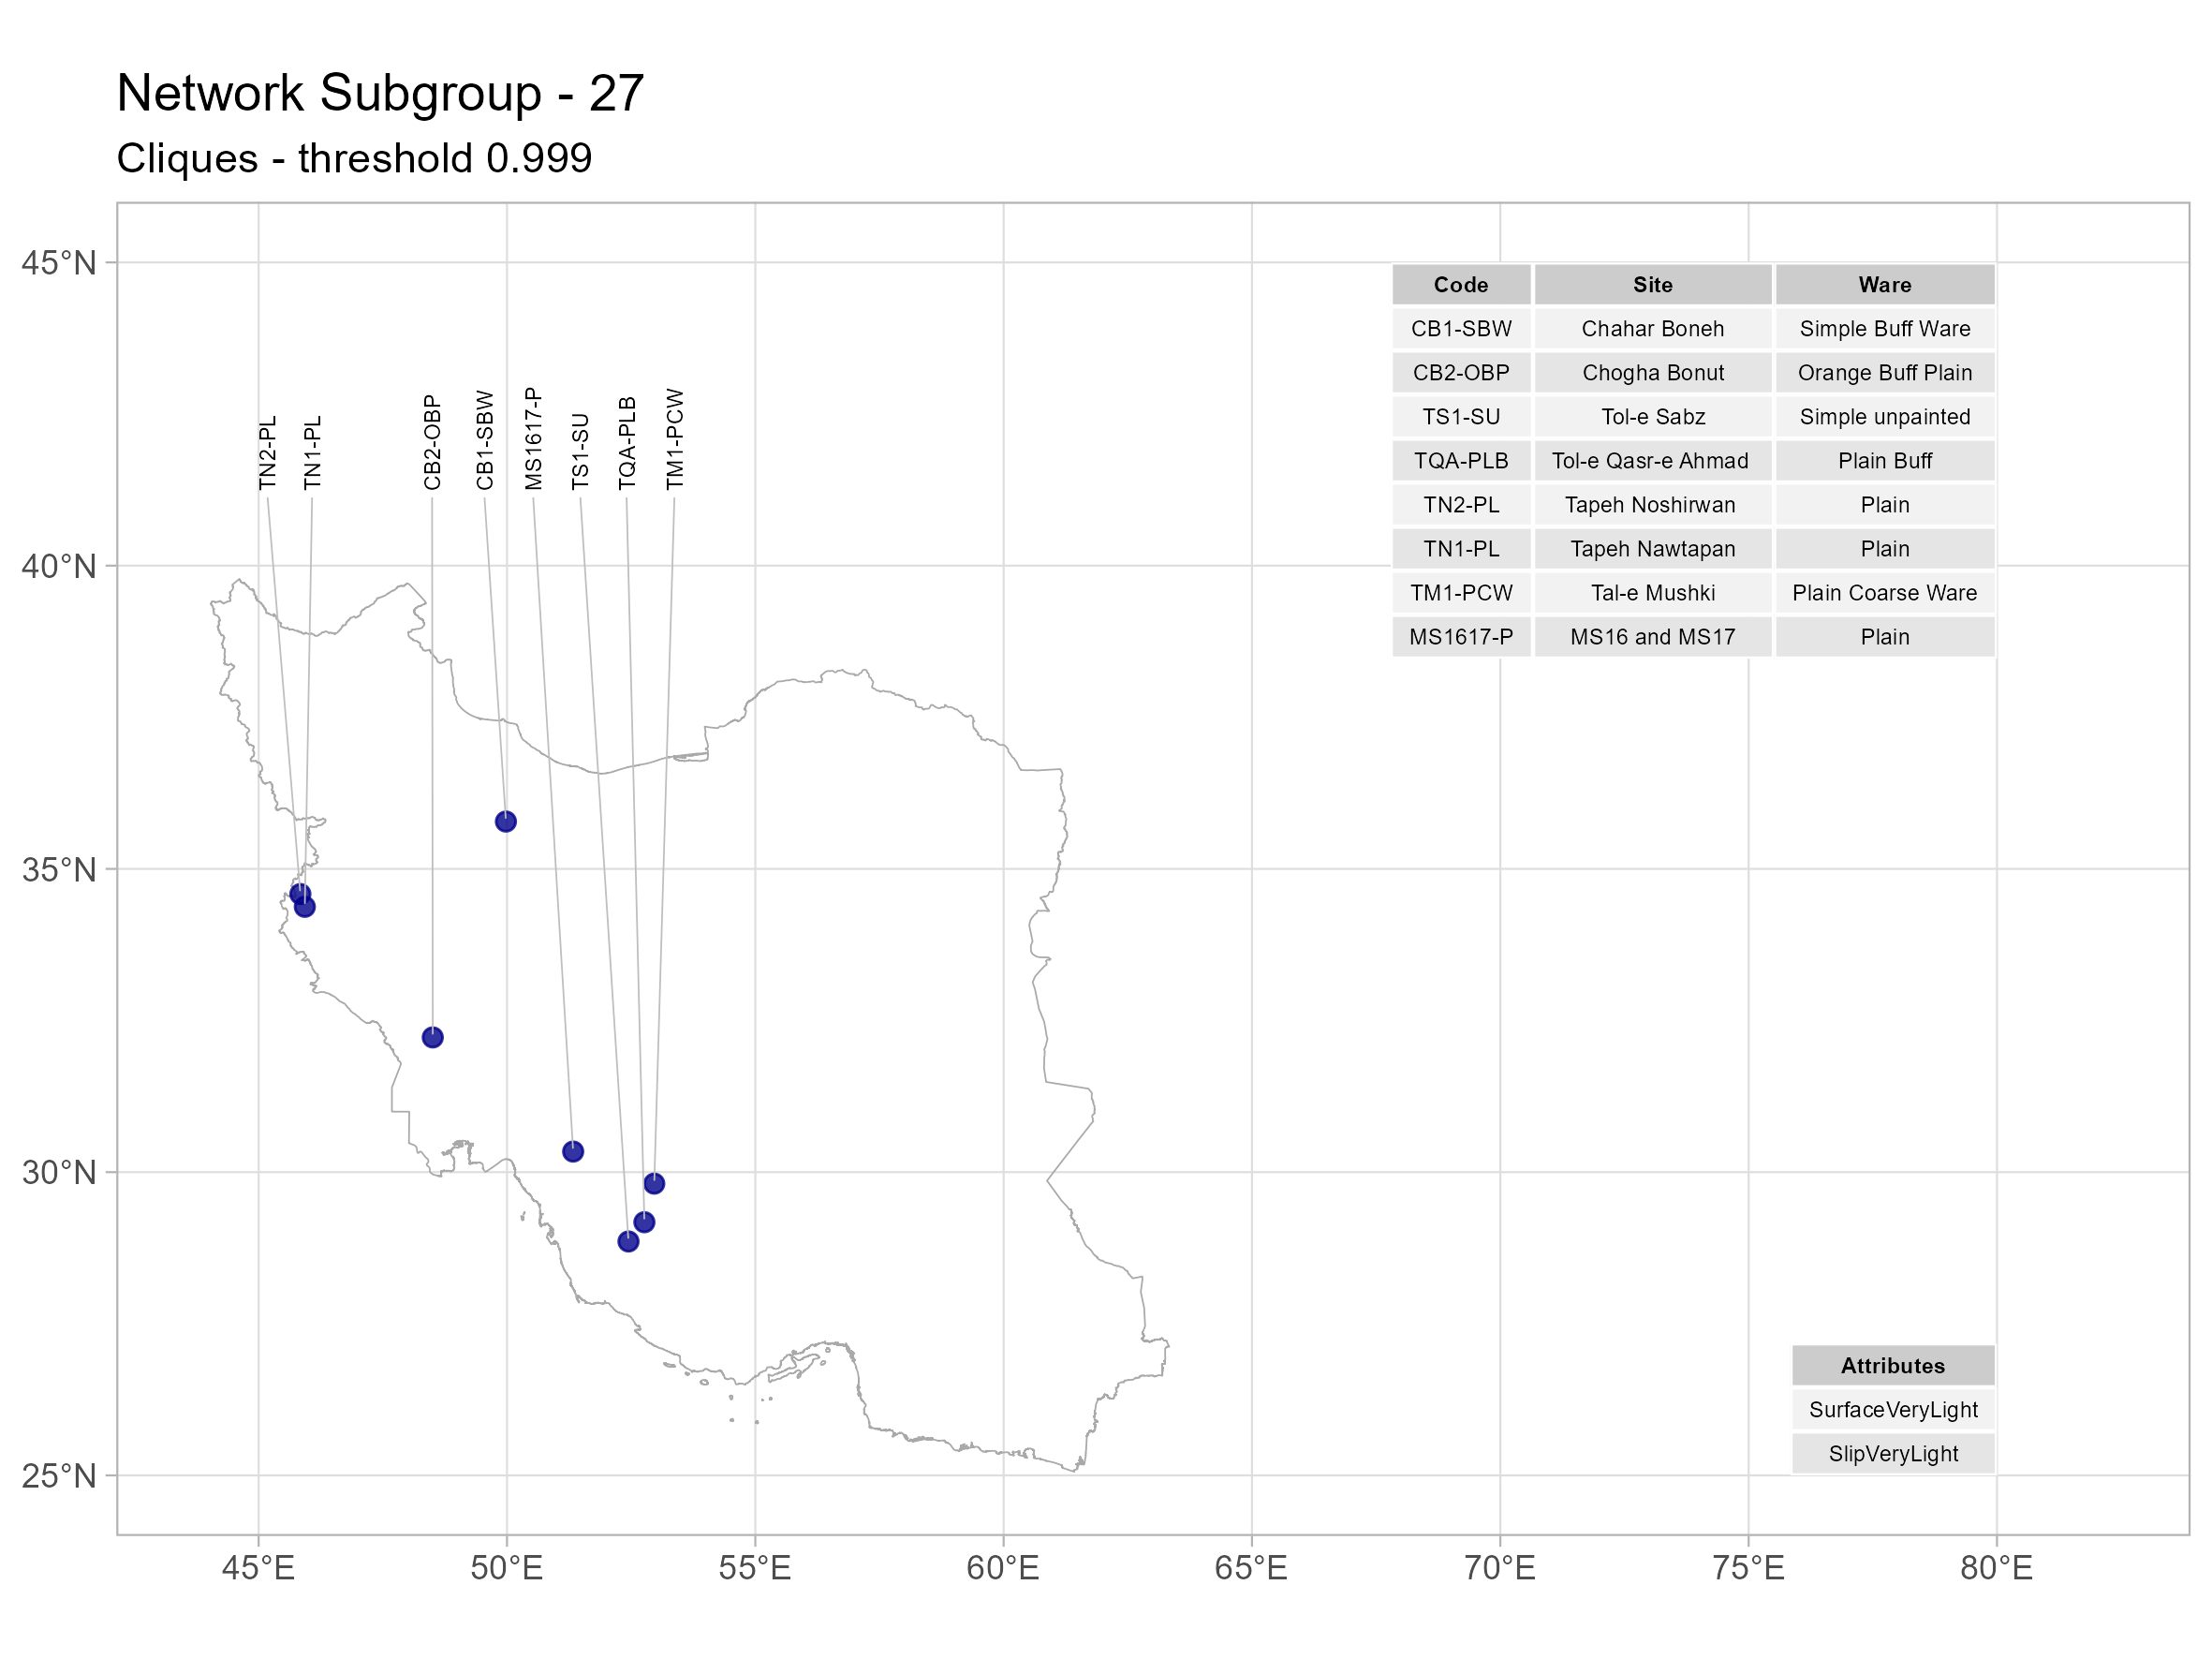 Network Subgroup - 27
Cliques - threshold 0.999
45°N
40°N
35°N
30°N
25°N
45°E 50°E 55°E 60°E 65°E 70°E 75°E 80°E
TN2-PL
TN1-PL
CB2-OBP
CB1-SBW
MS1617-P
TS1-SU
TQA-PLB
TM1-PCW
Code Site Ware
CB1-SBW Chahar Boneh Simple Buff Ware
CB2-OBP Chogha Bonut Orange Buff Plain
TS1-SU Tol-e Sabz Simple unpainted
TQA-PLB Tol-e Qasr-e Ahmad Plain Buff
TN2-PL Tapeh Noshirwan Plain
TN1-PL Tapeh Nawtapan Plain
TM1-PCW Tal-e Mushki Plain Coarse Ware
MS1617-P MS16 and MS17 Plain
Attributes
SurfaceVeryLight
SlipVeryLight